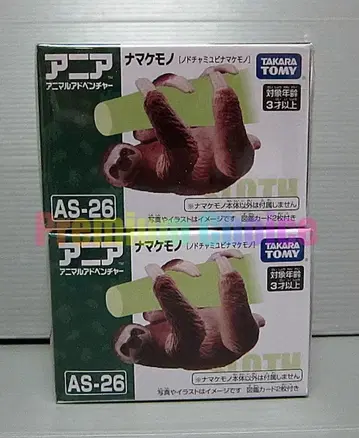 アニア
アニマルアドベンチャー
ナマケモノ [ノドチャミユビナマケモノ]
TAKARA
TOMY
対象年齢
3才以上
※ナマケモノ本体以外は付属しません
写真やイラストはイメージです 図鑑カード2枚付き
AS-26
Premium Choice
アニア
アニマルアドベンチャー
ナマケモノ [ノドチャミユビナマケモノ]
TAKARA
TOMY
対象年齢
3才以上
※ナマケモノ本体以外は付属しません
写真やイラストはイメージです 図鑑カード2枚付き
AS-26